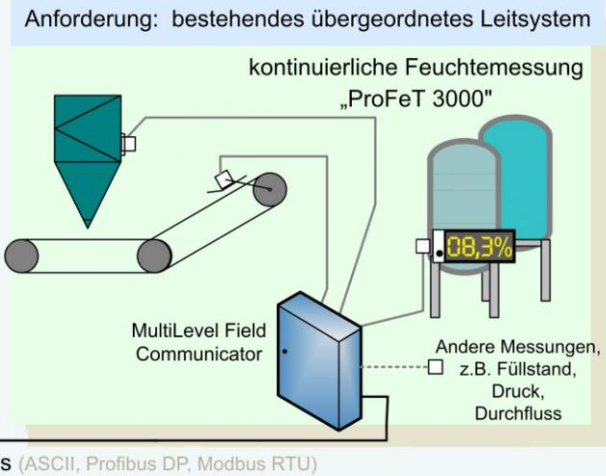 Anforderung: bestehendes übergeordnetes Leitsystem
kontinuierliche Feuchtemessung
„ProFeT 3000"
08,3%
MultiLevel Field
Communicator
Andere Messungen,
z.B. Füllstand,
Druck,
Durchfluss
s (ASCII, Profibus DP, Modbus RTU)